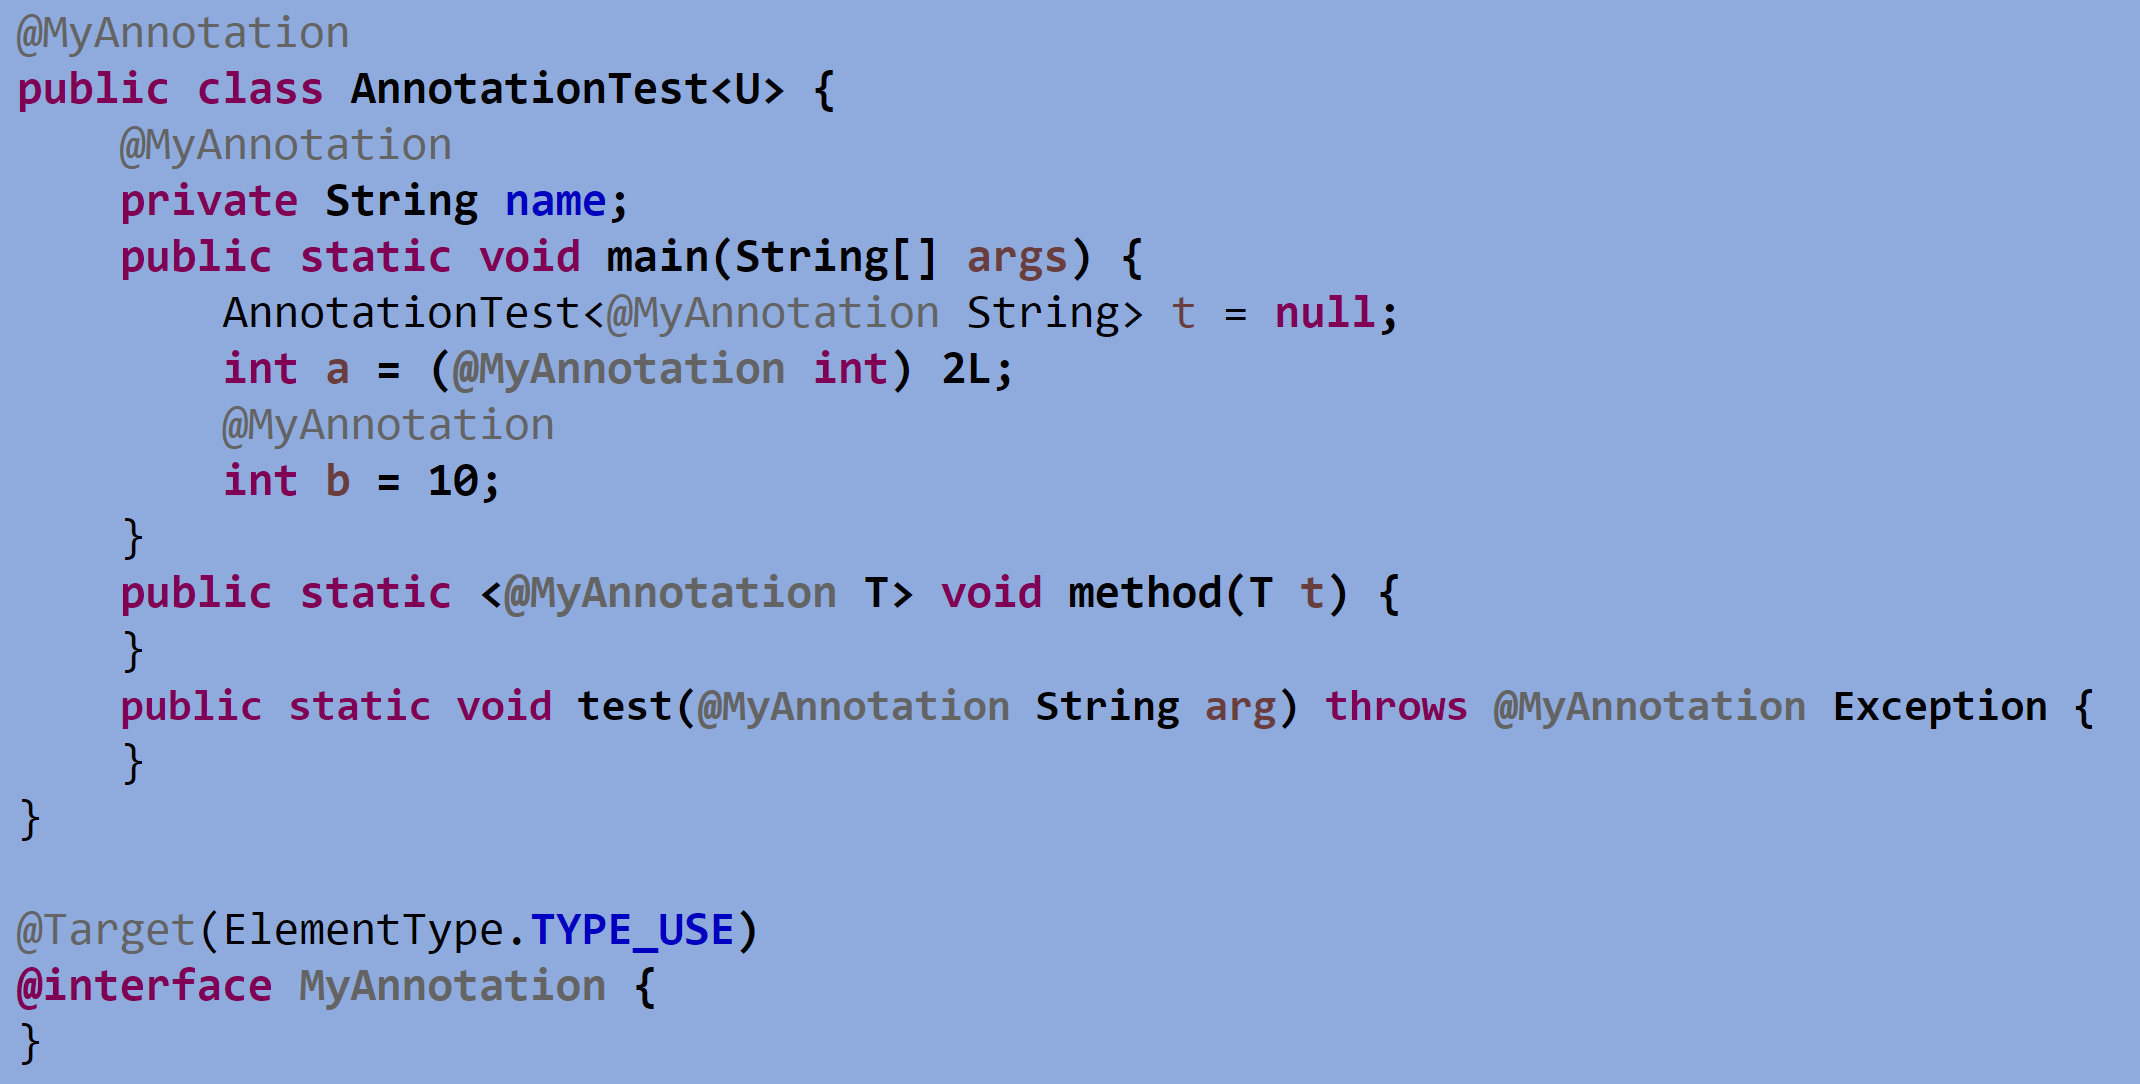 @MyAnnotation
public class AnnotationTest<U> {
    @MyAnnotation
    private String name;
    public static void main(String[] args) {
        AnnotationTest<@MyAnnotation String> t = null;
        int a = (@MyAnnotation int) 2L;
        @MyAnnotation
        int b = 10;
    }
    public static <@MyAnnotation T> void method(T t) {
    }
    public static void test(@MyAnnotation String arg) throws @MyAnnotation Exception {
    }
}

@Target(ElementType.TYPE_USE)
@interface MyAnnotation {
}